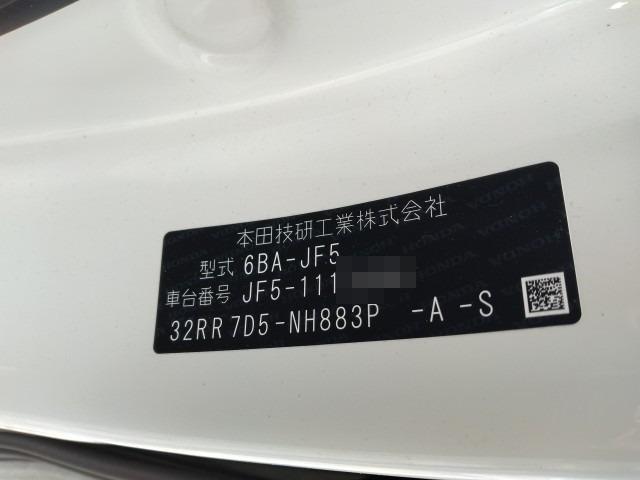 本田技研工業株式会社
型式 6BA-JF5
車台番号 JF5-111
32RR 7D5-NH883P -A -S